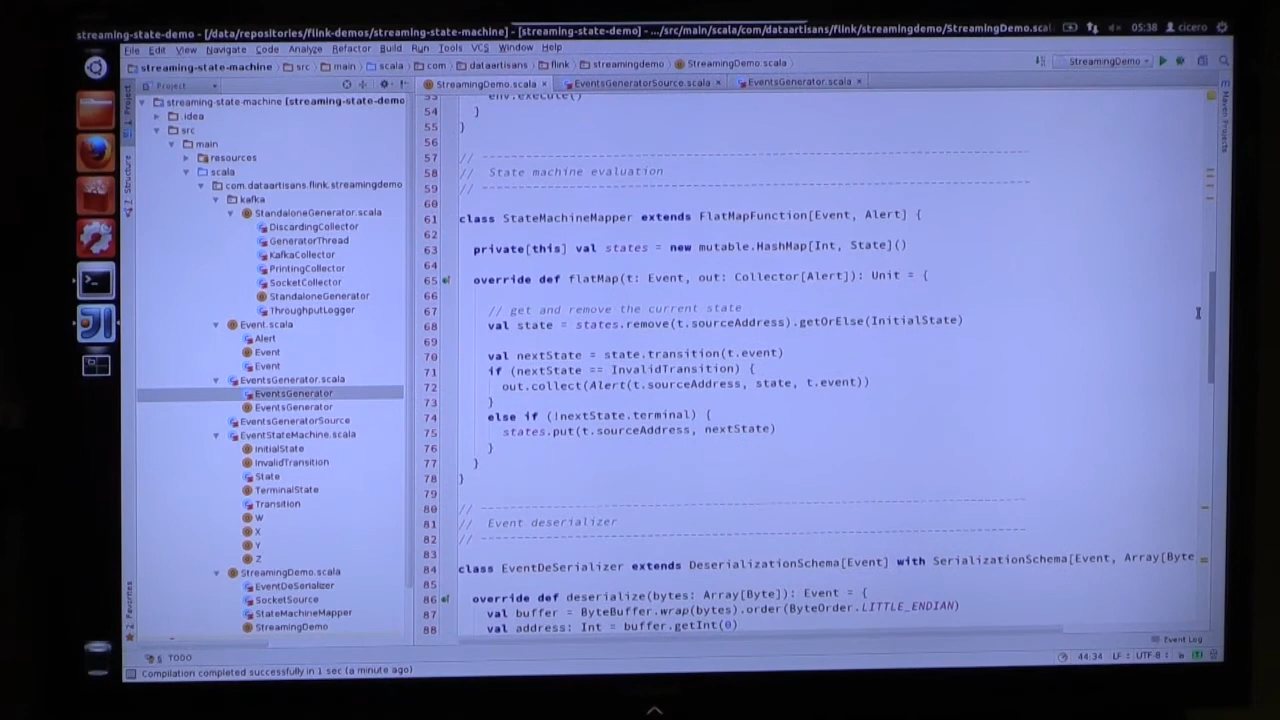 streaming-state-demo - [/data/repositories/flink-demos/streaming-state-machine] - [streaming-state-demo] - .../src/main/scala/com/dataartisans/flink/streamingdemo/StreamingDemo.scal
05:38 cicero
File Edit View Navigate Code Analyze Refactor Build Run Tools VCS Window Help
streaming-state-machine src main scala com dataartisans flink streamingdemo StreamingDemo.scala
StreamingDemo
Project
StreamingDemo.scala × EventsGeneratorSource.scala × EventsGenerator.scala ×
1: Project
Structure
2: Favorites
Maven Projects
streaming-state-machine [streaming-state-demo
.idea
src
main
resources
scala
com.dataartisans.flink.streamingdemo
kafka
StandaloneGenerator.scala
DiscardingCollector
GeneratorThread
KafkaCollector
PrintingCollector
SocketCollector
StandaloneGenerator
ThroughputLogger
Event.scala
Alert
Event
Event
EventsGenerator.scala
EventsGenerator
EventsGenerator
EventsGeneratorSource
EventStateMachine.scala
InitialState
InvalidTransition
State
TerminalState
Transition
W
X
Y
Z
StreamingDemo.scala
EventDeSerializer
SocketSource
StateMachineMapper
StreamingDemo
53 env.execute()
54 }
55 }
56
57 // ---------------------------------------------------------------------------
58 // State machine evaluation
59 // ---------------------------------------------------------------------------
60
61 class StateMachineMapper extends FlatMapFunction[Event, Alert] {
62
63 private[this] val states = new mutable.HashMap[Int, State]()
64
65 override def flatMap(t: Event, out: Collector[Alert]): Unit = {
66
67 // get and remove the current state
68 val state = states.remove(t.sourceAddress).getOrElse(InitialState)
69
70 val nextState = state.transition(t.event)
71 if (nextState == InvalidTransition) {
72 out.collect(Alert(t.sourceAddress, state, t.event))
73 }
74 else if (!nextState.terminal) {
75 states.put(t.sourceAddress, nextState)
76 }
77 }
78 }
79
80 // ---------------------------------------------------------------------------
81 // Event deserializer
82 // ---------------------------------------------------------------------------
83
84 class EventDeSerializer extends DeserializationSchema[Event] with SerializationSchema[Event, Array[Byte
85
86 override def deserialize(bytes: Array[Byte]): Event = {
87 val buffer = ByteBuffer.wrap(bytes).order(ByteOrder.LITTLE_ENDIAN)
88 val address: Int = buffer.getInt(0)
6: TODO
Event Log
Compilation completed successfully in 1 sec (a minute ago)
44:34 LF UTF-8